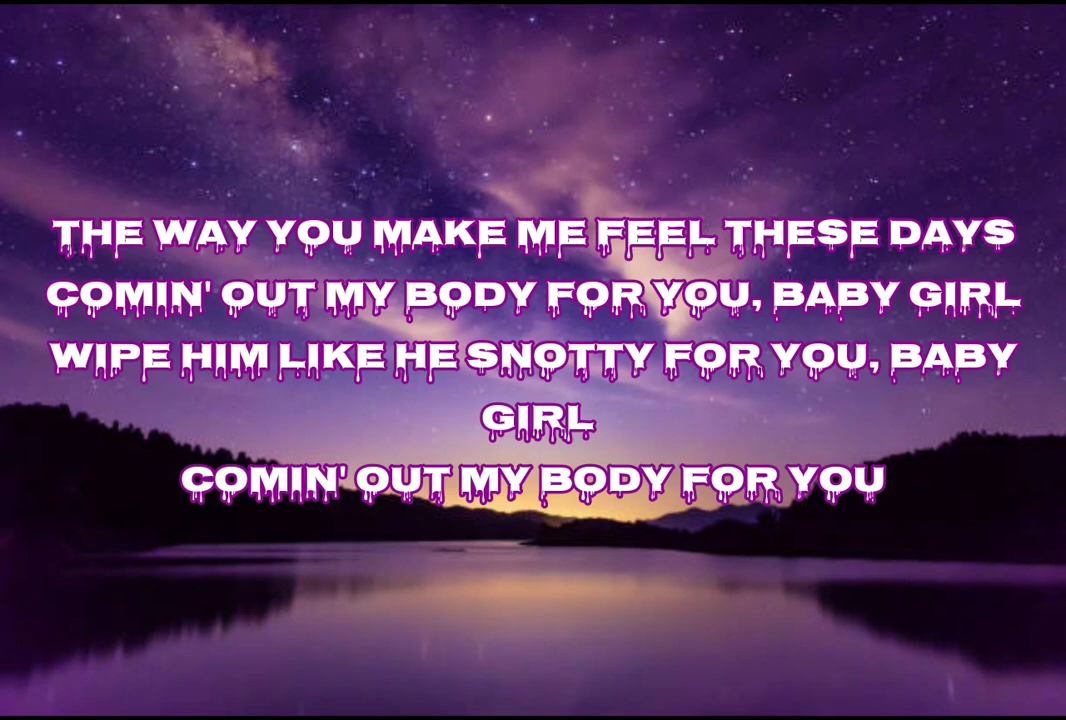 THE WAY YOU MAKE ME FEEL THESE DAYS
COMIN' OUT MY BODY FOR YOU, BABY GIRL
WIPE HIM LIKE HE SNOTTY FOR YOU, BABY
GIRL
COMIN' OUT MY BODY FOR YOU